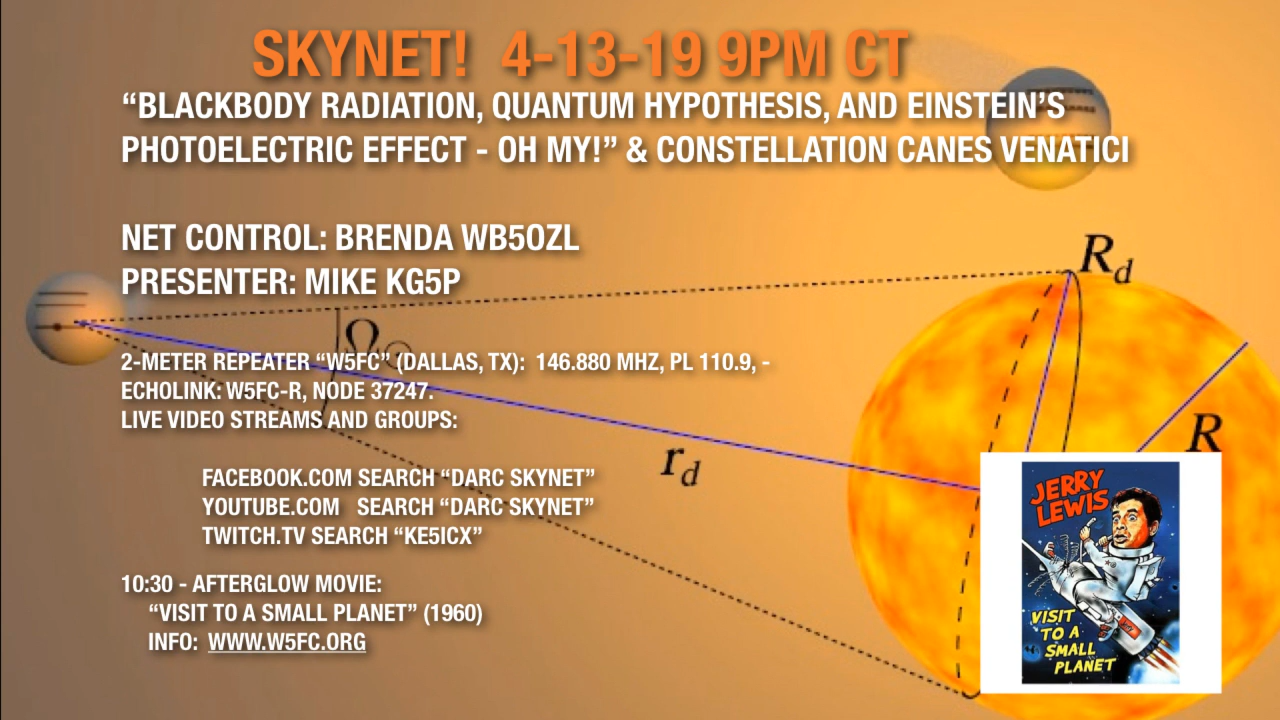 SKYNET! 4-13-19 9PM CT
“BLACKBODY RADIATION, QUANTUM HYPOTHESIS, AND EINSTEIN’S
PHOTOELECTRIC EFFECT - OH MY!” & CONSTELLATION CANES VENATICI
NET CONTROL: BRENDA WB5OZL
PRESENTER: MIKE KG5P
R_d
Ω
2-METER REPEATER “W5FC” (DALLAS, TX): 146.880 MHZ, PL 110.9, -
ECHOLINK: W5FC-R, NODE 37247.
LIVE VIDEO STREAMS AND GROUPS:
R
r_d
FACEBOOK.COM SEARCH “DARC SKYNET”
YOUTUBE.COM SEARCH “DARC SKYNET”
TWITCH.TV SEARCH “KE5ICX”
10:30 - AFTERGLOW MOVIE:
“VISIT TO A SMALL PLANET” (1960)
INFO: WWW.W5FC.ORG
JERRY
LEWIS
VISIT
TO A
SMALL
PLANET